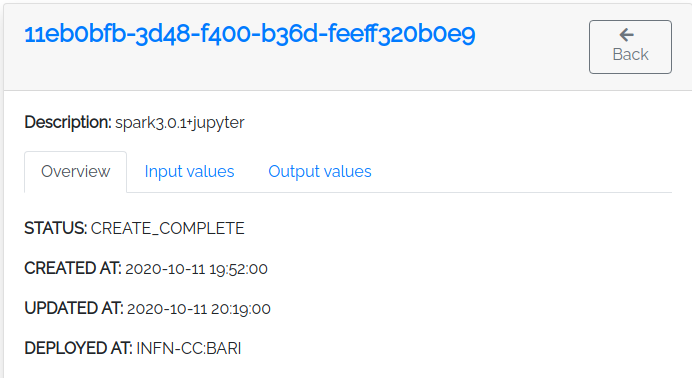 11eb0bfb-3d48-f400-b36d-feeff320b0e9
Back
Description: spark3.0.1+jupyter
Overview Input values Output values
STATUS: CREATE_COMPLETE
CREATED AT: 2020-10-11 19:52:00
UPDATED AT: 2020-10-11 20:19:00
DEPLOYED AT: INFN-CC:BARI